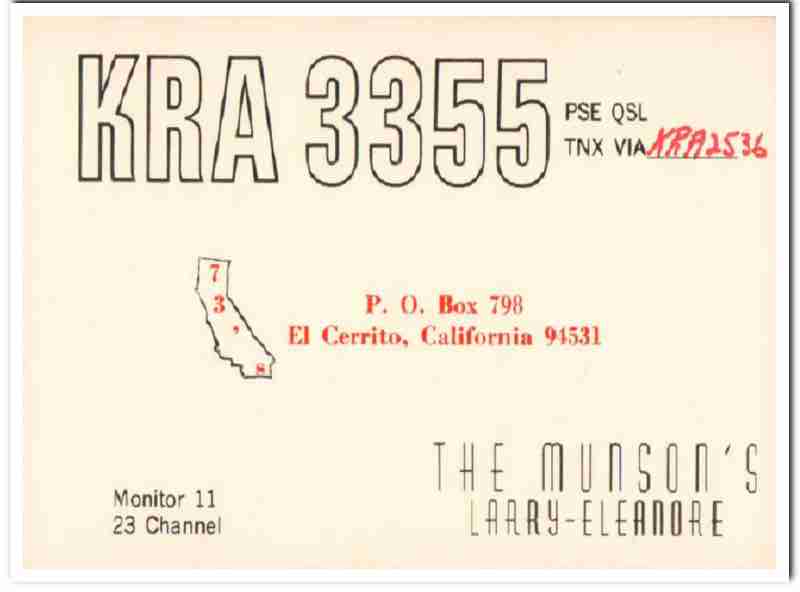 KRA 3355
PSE QSL
TNX VIA KRA2536
7
3
'
s
P. O. Box 798
El Cerrito, California 94531
THE MUNSON'S
LARRY-ELEANORE
Monitor 11
23 Channel